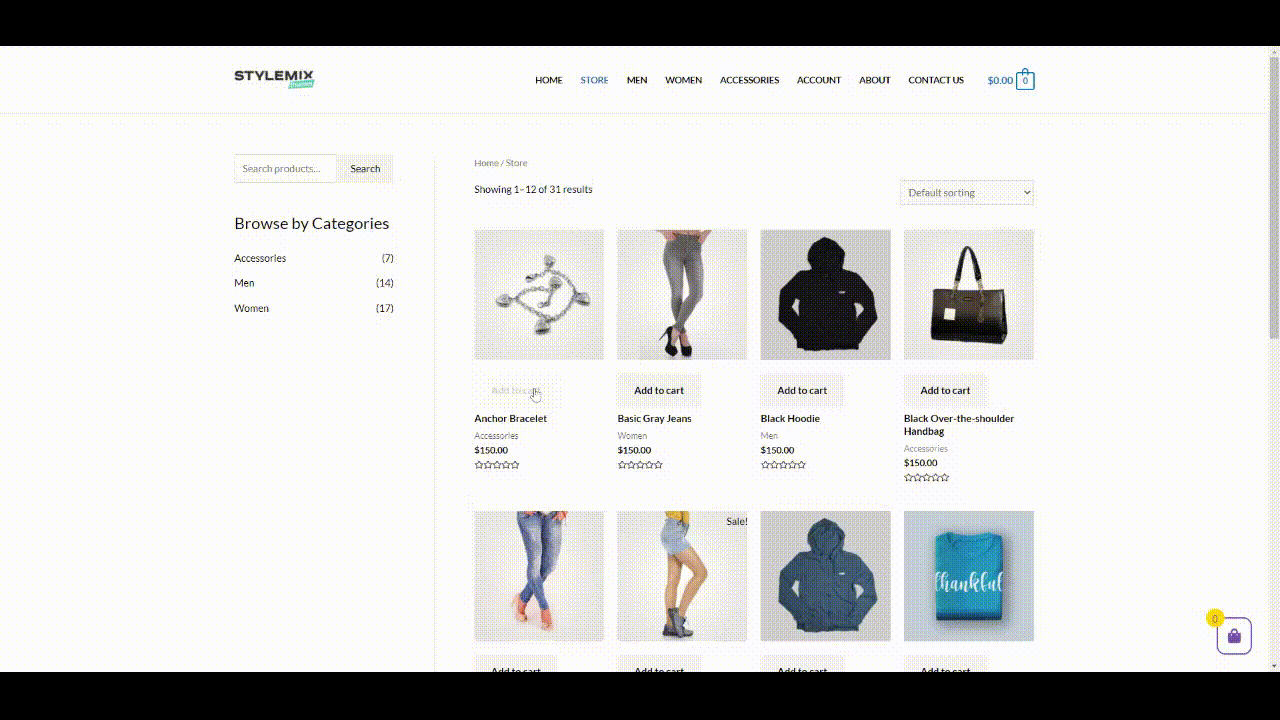 STYLEMIX
HOME STORE MEN WOMEN ACCESSORIES ACCOUNT ABOUT CONTACT US $0.00 0
Search products... Search
Home / Store
Showing 1–12 of 31 results
Default sorting
Browse by Categories
Accessories (7)
Men (14)
Women (17)
Add to cart Add to cart Add to cart
Anchor Bracelet
Accessories
$150.00
Basic Gray Jeans
Women
$150.00
Black Hoodie
Men
$150.00
Black Over-the-shoulder
Handbag
Accessories
$150.00
Sale!
thankful
0
Add to cart Add to cart Add to cart Add to cart